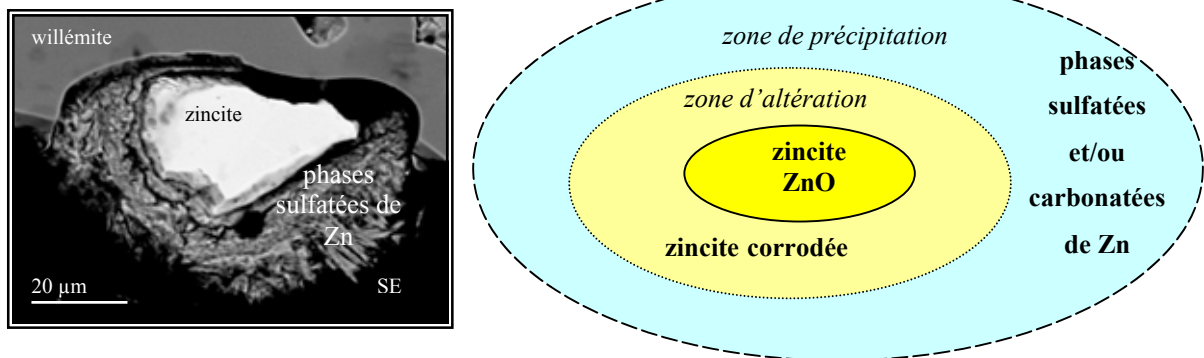 willémite
zincite
phases
sulfatées de
Zn
20 µm
SE
zone de précipitation
zone d'altération
zincite
ZnO
zincite corrodée
phases
sulfatées
et/ou
carbonatées
de Zn